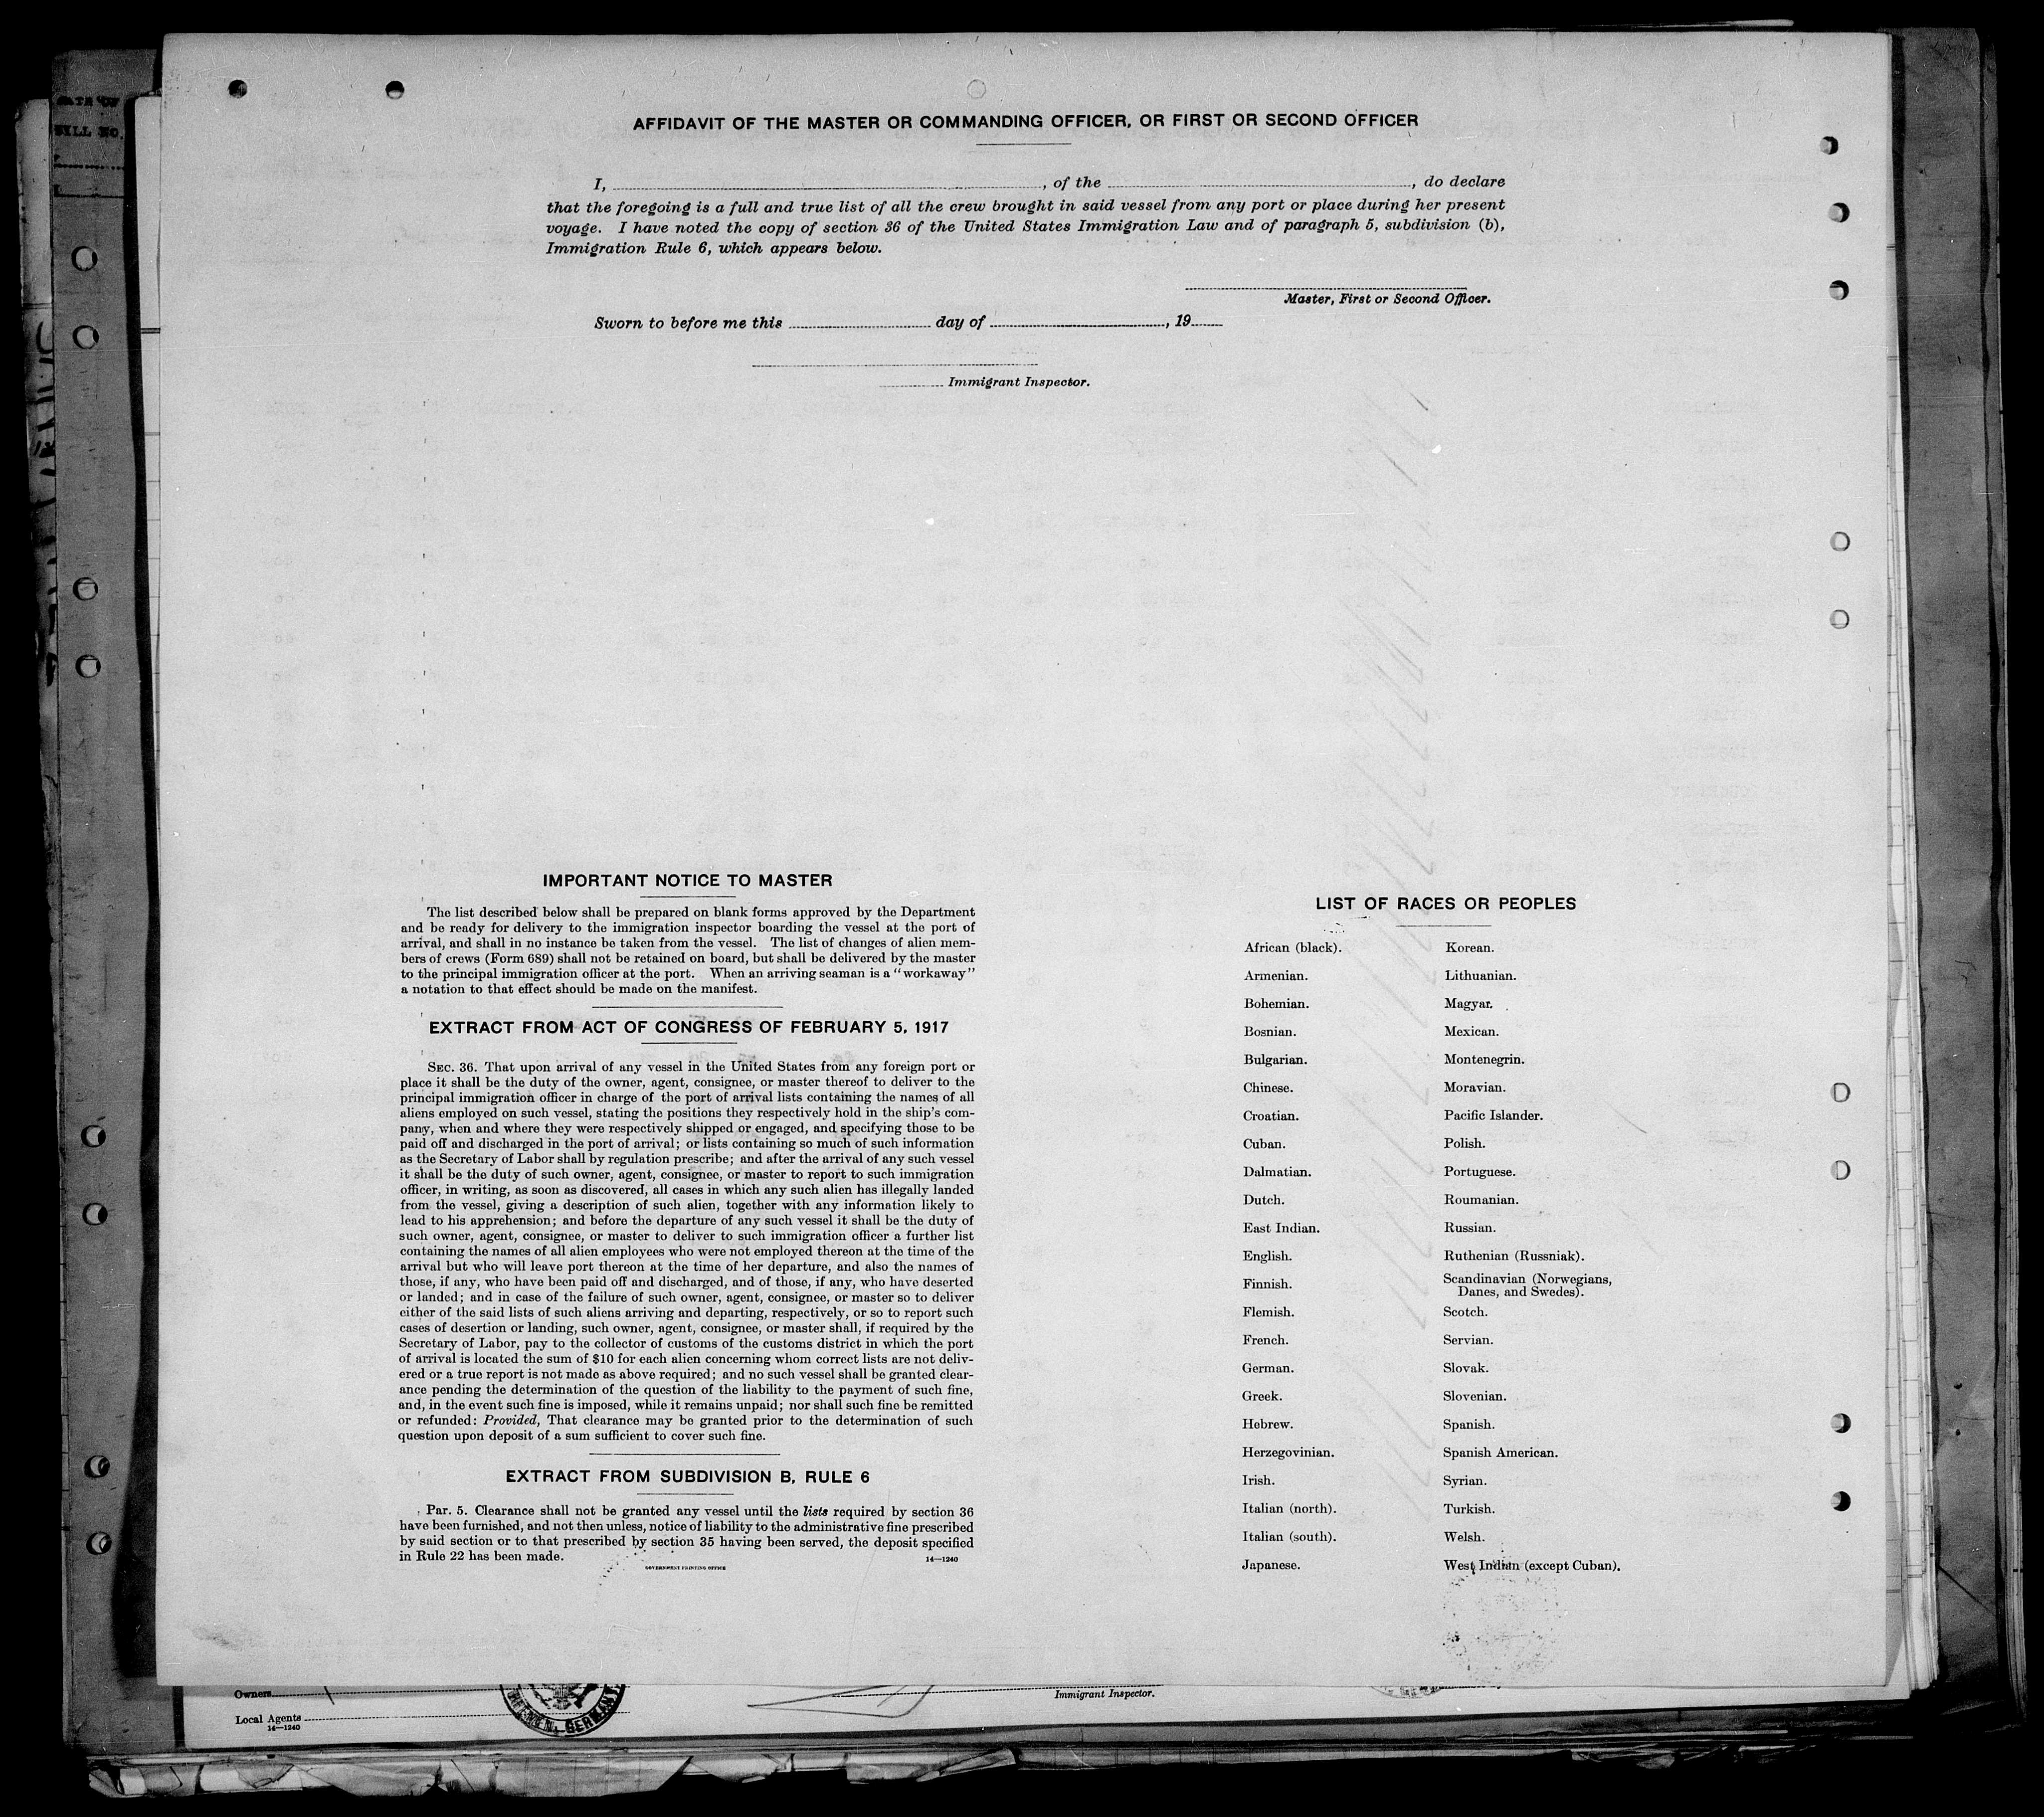 AFFIDAVIT OF THE MASTER OR COMMANDING OFFICER, OR FIRST OR SECOND OFFICER
I, , of the , do declare
that the foregoing is a full and true list of all the crew brought in said vessel from any port or place during her present
voyage. I have noted the copy of section 36 of the United States Immigration Law and of paragraph 5, subdivision (b),
Immigration Rule 6, which appears below.
Master, First or Second Officer.
Sworn to before me this day of , 19
Immigrant Inspector.
IMPORTANT NOTICE TO MASTER
The list described below shall be prepared on blank forms approved by the Department
and be ready for delivery to the immigration inspector boarding the vessel at the port of
arrival, and shall in no instance be taken from the vessel. The list of changes of alien mem-
bers of crews (Form 689) shall not be retained on board, but shall be delivered by the master
to the principal immigration officer at the port. When an arriving seaman is a "workaway"
a notation to that effect should be made on the manifest.
EXTRACT FROM ACT OF CONGRESS OF FEBRUARY 5, 1917
SEC. 36. That upon arrival of any vessel in the United States from any foreign port or
place it shall be the duty of the owner, agent, consignee, or master thereof to deliver to the
principal immigration officer in charge of the port of arrival lists containing the names of all
aliens employed on such vessel, stating the positions they respectively hold in the ship's com-
pany, when and where they were respectively shipped or engaged, and specifying those to be
paid off and discharged in the port of arrival; or lists containing so much of such information
as the Secretary of Labor shall by regulation prescribe; and after the arrival of any such vessel
it shall be the duty of such owner, agent, consignee, or master to report to such immigration
officer, in writing, as soon as discovered, all cases in which any such alien has illegally landed
from the vessel, giving a description of such alien, together with any information likely to
lead to his apprehension; and before the departure of any such vessel it shall be the duty of
such owner, agent, consignee, or master to deliver to such immigration officer a further list
containing the names of all alien employees who were not employed thereon at the time of the
arrival but who will leave port thereon at the time of her departure, and also the names of
those, if any, who have been paid off and discharged, and of those, if any, who have deserted
or landed; and in case of the failure of such owner, agent, consignee, or master so to deliver
either of the said lists of such aliens arriving and departing, respectively, or so to report such
cases of desertion or landing, such owner, agent, consignee, or master shall, if required by the
Secretary of Labor, pay to the collector of customs of the customs district in which the port
of arrival is located the sum of $10 for each alien concerning whom correct lists are not deliv-
ered or a true report is not made as above required; and no such vessel shall be granted clear-
ance pending the determination of the question of the liability to the payment of such fine,
and, in the event such fine is imposed, while it remains unpaid; nor shall such fine be remitted
or refunded: Provided, That clearance may be granted prior to the determination of such
question upon deposit of a sum sufficient to cover such fine.
EXTRACT FROM SUBDIVISION B, RULE 6
Par. 5. Clearance shall not be granted any vessel until the lists required by section 36
have been furnished, and not then unless, notice of liability to the administrative fine prescribed
by said section or to that prescribed by section 35 having been served, the deposit specified
in Rule 22 has been made.
14—1240
GOVERNMENT PRINTING OFFICE
LIST OF RACES OR PEOPLES
African (black).
Armenian.
Bohemian.
Bosnian.
Bulgarian.
Chinese.
Croatian.
Cuban.
Dalmatian.
Dutch.
East Indian.
English.
Finnish.
Flemish.
French.
German.
Greek.
Hebrew.
Herzegovinian.
Irish.
Italian (north).
Italian (south).
Japanese.
Korean.
Lithuanian.
Magyar.
Mexican.
Montenegrin.
Moravian.
Pacific Islander.
Polish.
Portuguese.
Roumanian.
Russian.
Ruthenian (Russniak).
Scandinavian (Norwegians,
Danes, and Swedes).
Scotch.
Servian.
Slovak.
Slovenian.
Spanish.
Spanish American.
Syrian.
Turkish.
Welsh.
West Indian (except Cuban).
Owners
Local Agents
14—1240
BREMEN, GERMANY
Immigrant Inspector.